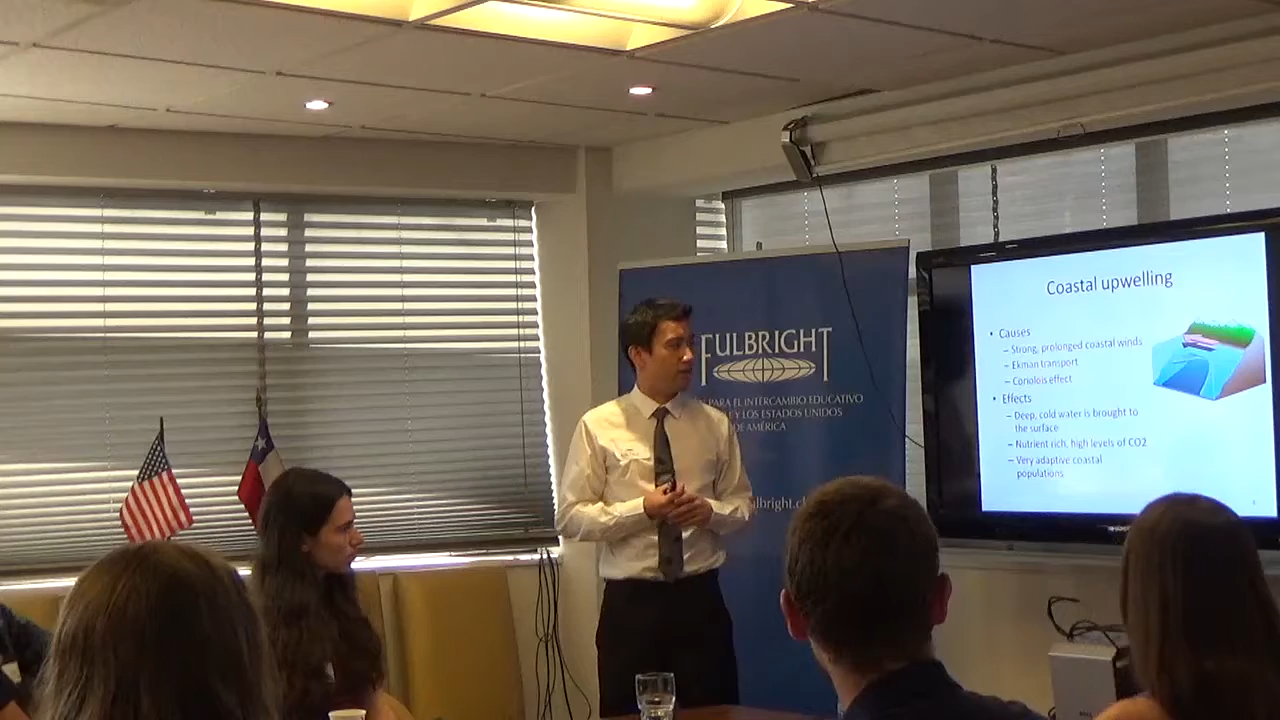 FULBRIGHT
PARA EL INTERCAMBIO EDUCATIVO
Y LOS ESTADOS UNIDOS
DE AMÉRICA
lbright.cl
Coastal upwelling
• Causes
– Strong, prolonged coastal winds
– Ekman transport
– Coriolois effect
• Effects
– Deep, cold water is brought to
the surface
– Nutrient rich, high levels of CO2
– Very adaptive coastal
populations